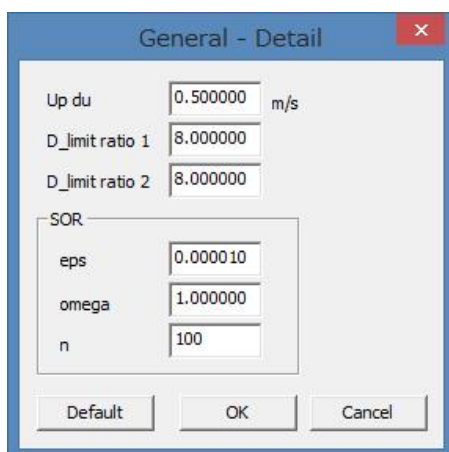 General - Detail
Up du 0.500000 m/s
D_limit ratio 1 8.000000
D_limit ratio 2 8.000000
SOR
eps 0.000010
omega 1.000000
n 100
Default OK Cancel